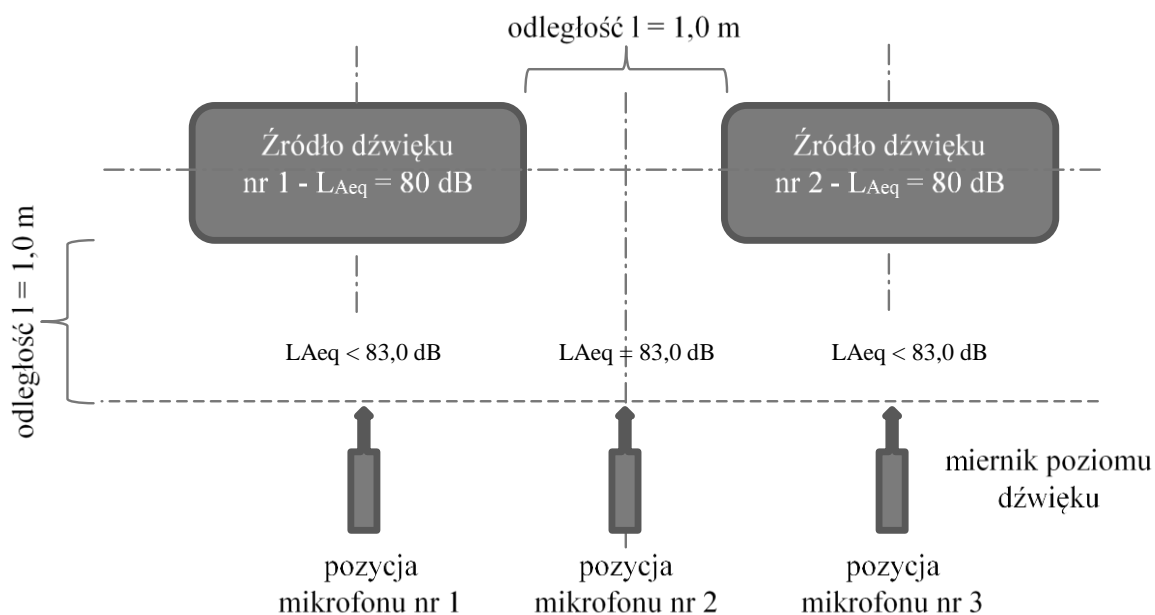 odległość l = 1,0 m
Źródło dźwięku
nr 1 - LAeq = 80 dB
Źródło dźwięku
nr 2 - LAeq = 80 dB
odległość l = 1,0 m
LAeq < 83,0 dB
LAeq = 83,0 dB
LAeq < 83,0 dB
miernik poziomu
dźwięku
pozycja
mikrofonu nr 1
pozycja
mikrofonu nr 2
pozycja
mikrofonu nr 3